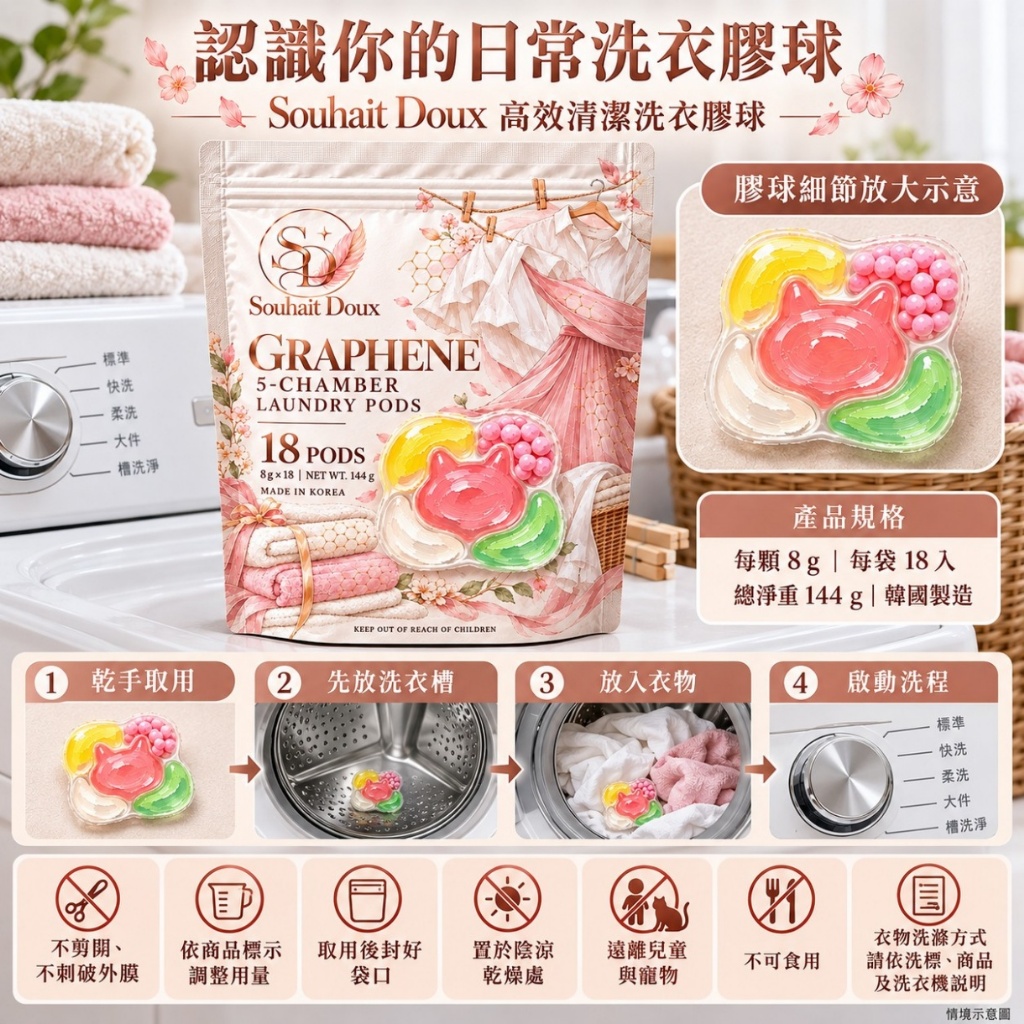 認識你的日常洗衣膠球
Souhait Doux 高效清潔洗衣膠球
標準
快洗
柔洗
大件
槽洗淨
SD
Souhait Doux
GRAPHENE
5-CHAMBER
LAUNDRY PODS
18 PODS
8g×18 | NET WT. 144 g
MADE IN KOREA
KEEP OUT OF REACH OF CHILDREN
膠球細節放大示意
產品規格
每顆 8 g | 每袋 18 入
總淨重 144 g | 韓國製造
1 乾手取用
2 先放洗衣槽
3 放入衣物
4 啟動洗程
標準
快洗
柔洗
大件
槽洗淨
不剪開、
不刺破外膜
依商品標示
調整用量
取用後封好
袋口
置於陰涼
乾燥處
遠離兒童
與寵物
不可食用
衣物洗滌方式
請依洗標、商品
及洗衣機說明
情境示意圖